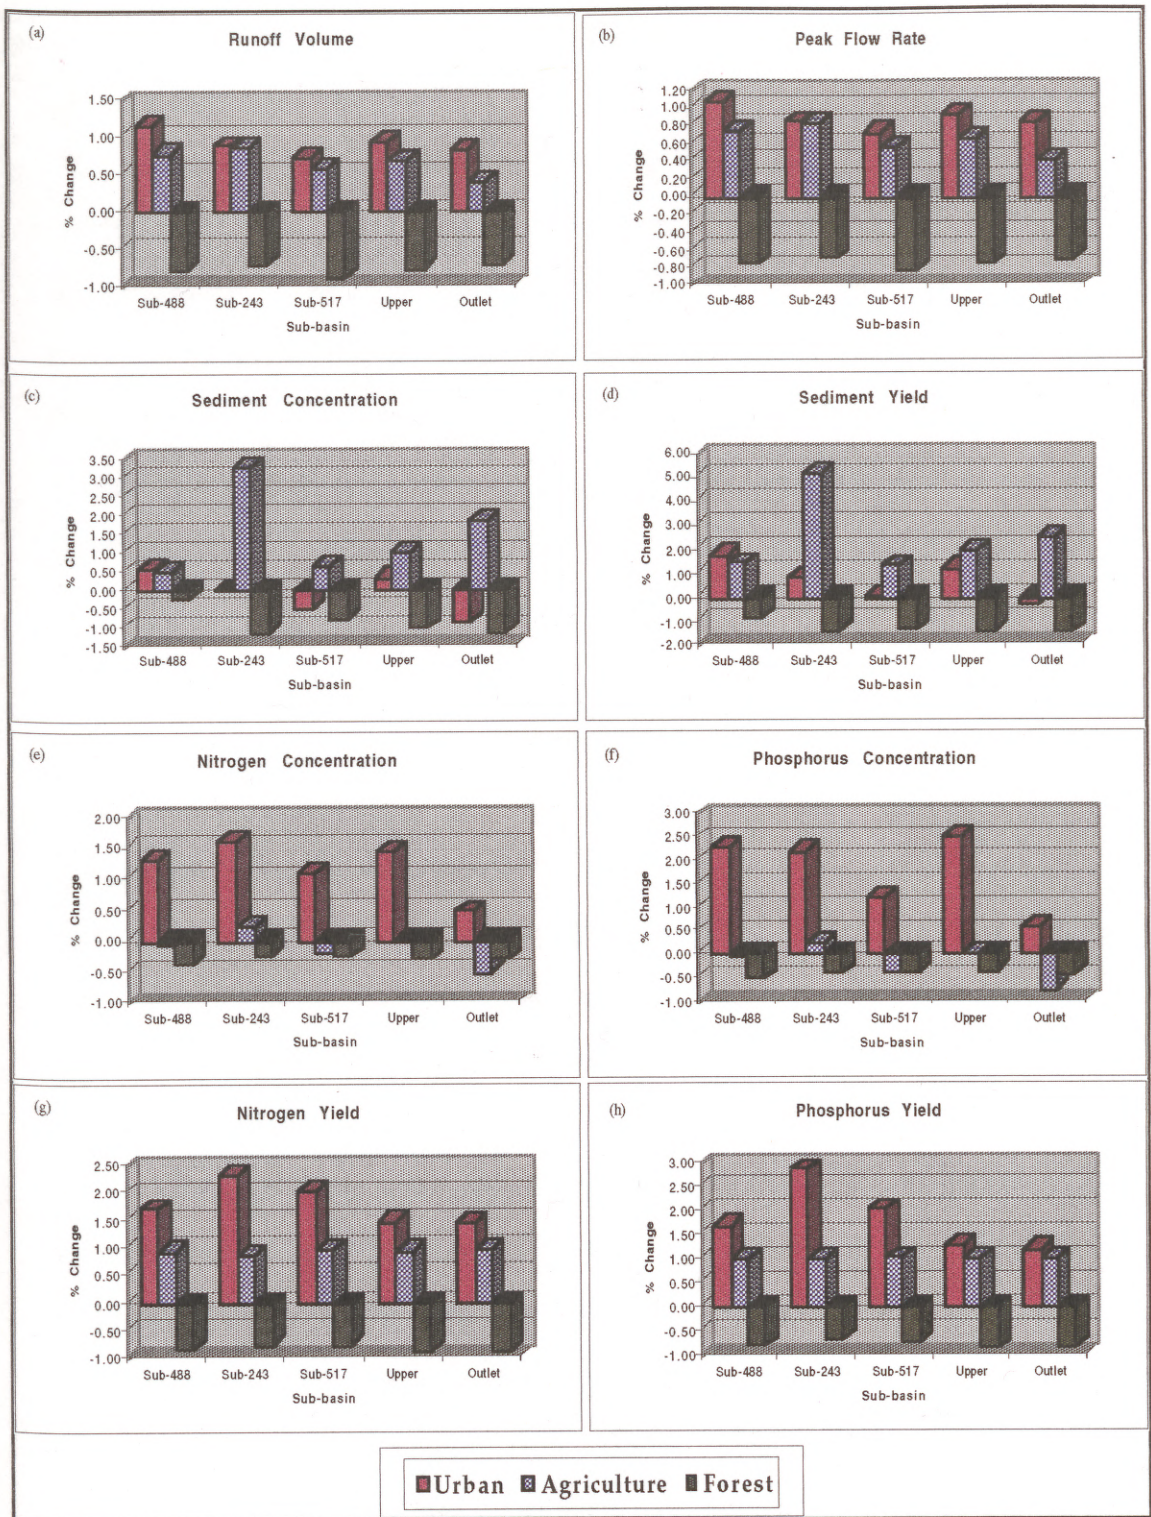 (a)
Runoff Volume
1.50
1.00
0.50
0.00
-0.50
-1.00
% Change
Sub-488 Sub-243 Sub-517 Upper Outlet
Sub-basin
(b)
Peak Flow Rate
1.20
1.00
0.80
0.60
0.40
0.20
0.00
-0.20
-0.40
-0.60
-0.80
-1.00
% Change
Sub-488 Sub-243 Sub-517 Upper Outlet
Sub-basin
(c)
Sediment Concentration
3.50
3.00
2.50
2.00
1.50
1.00
0.50
0.00
-0.50
-1.00
-1.50
% Change
Sub-488 Sub-243 Sub-517 Upper Outlet
Sub-basin
(d)
Sediment Yield
6.00
5.00
4.00
3.00
2.00
1.00
0.00
-1.00
-2.00
% Change
Sub-488 Sub-243 Sub-517 Upper Outlet
Sub-basin
(e)
Nitrogen Concentration
2.00
1.50
1.00
0.50
0.00
-0.50
-1.00
% Change
Sub-488 Sub-243 Sub-517 Upper Outlet
Sub-basin
(f)
Phosphorus Concentration
3.00
2.50
2.00
1.50
1.00
0.50
0.00
-0.50
-1.00
% Change
Sub-488 Sub-243 Sub-517 Upper Outlet
Sub-basin
(g)
Nitrogen Yield
2.50
2.00
1.50
1.00
0.50
0.00
-0.50
-1.00
% Change
Sub-488 Sub-243 Sub-517 Upper Outlet
Sub-basin
(h)
Phosphorus Yield
3.00
2.50
2.00
1.50
1.00
0.50
0.00
-0.50
-1.00
% Change
Sub-488 Sub-243 Sub-517 Upper Outlet
Sub-basin
Urban Agriculture Forest